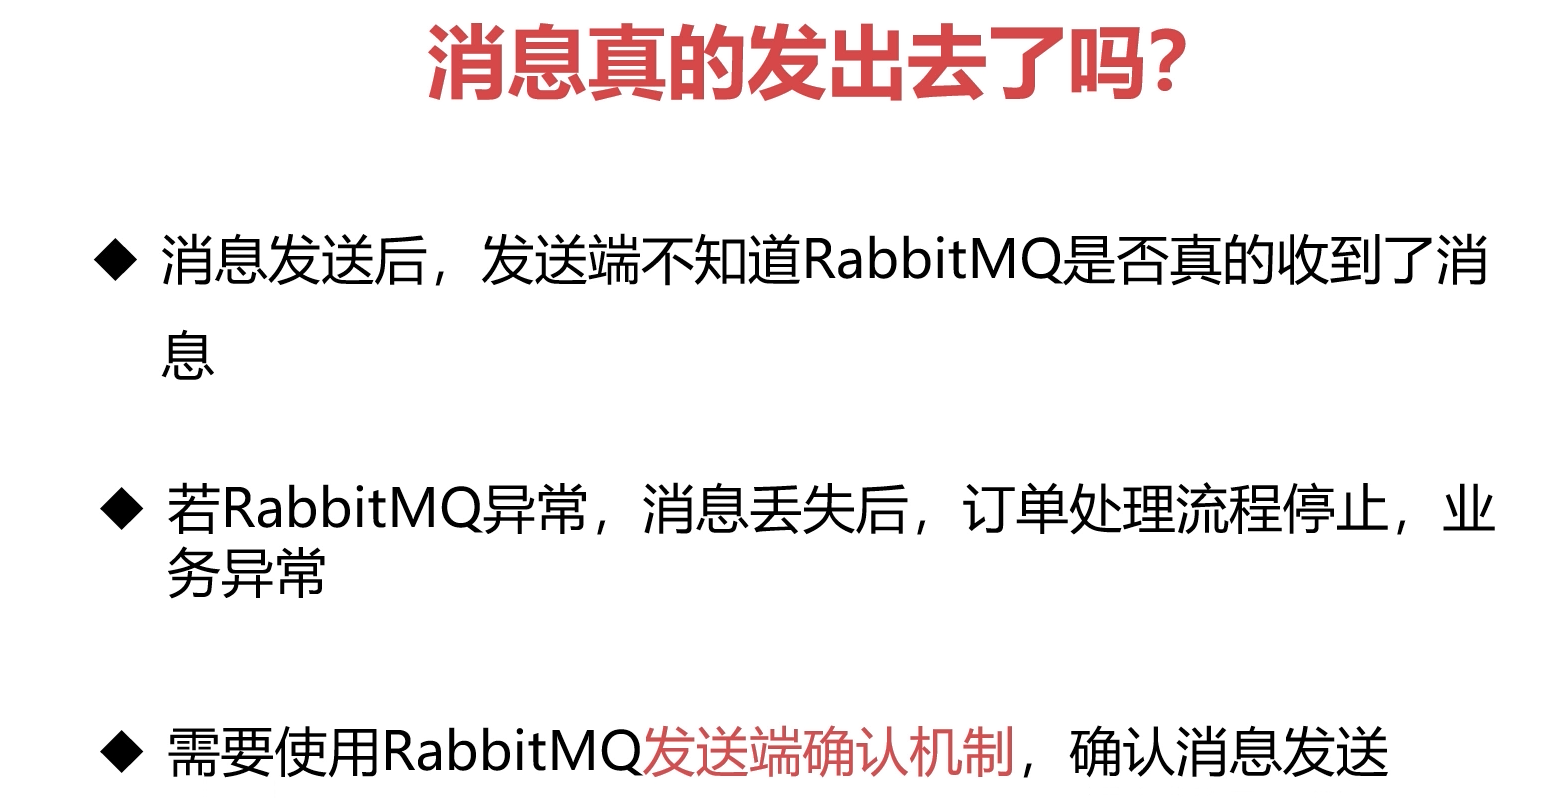 消息真的发出去了吗？
◆ 消息发送后，发送端不知道RabbitMQ是否真的收到了消
息
◆ 若RabbitMQ异常，消息丢失后，订单处理流程停止，业
务异常
◆ 需要使用RabbitMQ发送端确认机制，确认消息发送